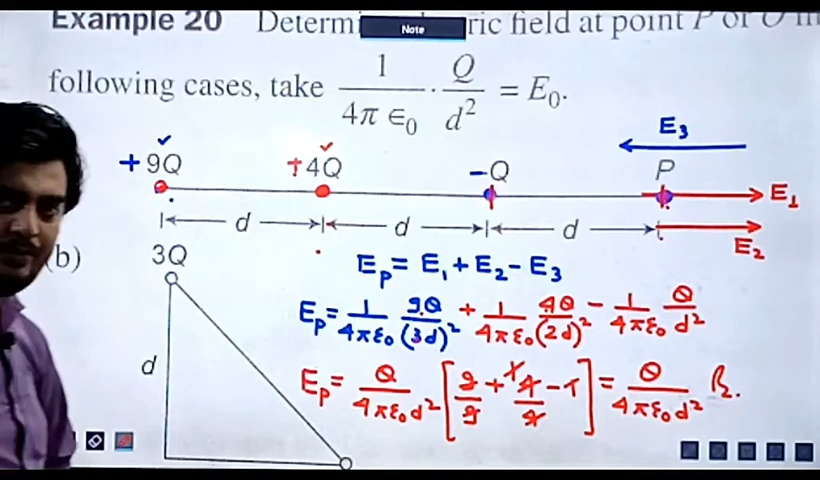 Example 20 Determi Note ric field at point P or O in
following cases, take 1/4π ∈0 · Q/d² = E0.
E3
+9Q +4Q -Q P
E1
d d d
E2
(b) 3Q
EP = E1 + E2 - E3
d
EP = 1/4πε0 9Q/(3d)² + 1/4πε0 4Q/(2d)² - 1/4πε0 Q/d²
EP = Q/4πε0d² [9/9 + 4/4 - 1] = Q/4πε0d²